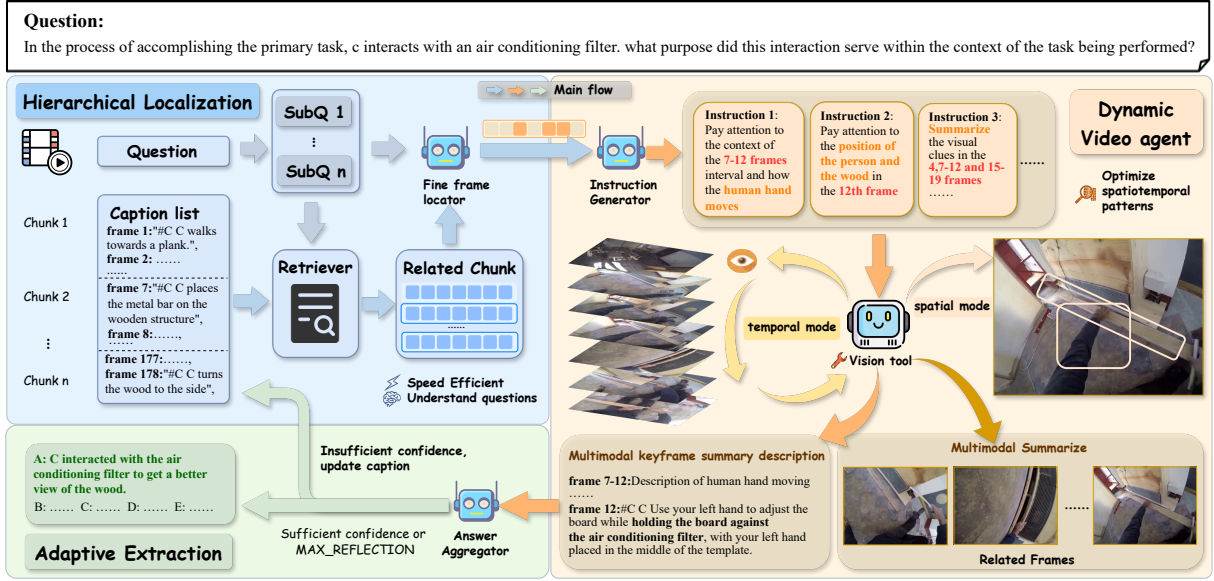 Question:
In the process of accomplishing the primary task, c interacts with an air conditioning filter. what purpose did this interaction serve within the context of the task being performed?
Hierarchical Localization
Question
SubQ 1
⋮
SubQ n
Fine frame
locator
Main flow
Chunk 1
Chunk 2
⋮
Chunk n
Caption list
frame 1:"#C C walks
towards a plank.",
frame 2: ……
……
frame 7:"#C C places
the metal bar on the
wooden structure",
frame 8:……,
……
frame 177:……,
frame 178:"#C C turns
the wood to the side",
Retriever
Related Chunk
……
Speed Efficient
Understand questions
Instruction
Generator
Instruction 1:
Pay attention to
the context of
the 7-12 frames
interval and how
the human hand
moves
Instruction 2:
Pay attention to
the position of
the person and
the wood in
the 12th frame
Instruction 3:
Summarize
the visual
clues in the
4,7-12 and 15-
19 frames
……
……
Dynamic
Video agent
Optimize
spatiotemporal
patterns
temporal mode
spatial mode
Vision tool
Multimodal keyframe summary description
frame 7-12:Description of human hand moving
……
frame 12:#C C Use your left hand to adjust the
board while holding the board against
the air conditioning filter, with your left hand
placed in the middle of the template.
Multimodal Summarize
……
Related Frames
Answer
Aggregator
Insufficient confidence,
update caption
Sufficient confidence or
MAX_REFLECTION
A: C interacted with the air
conditioning filter to get a better
view of the wood.
B: …… C: …… D: …… E: ……
Adaptive Extraction